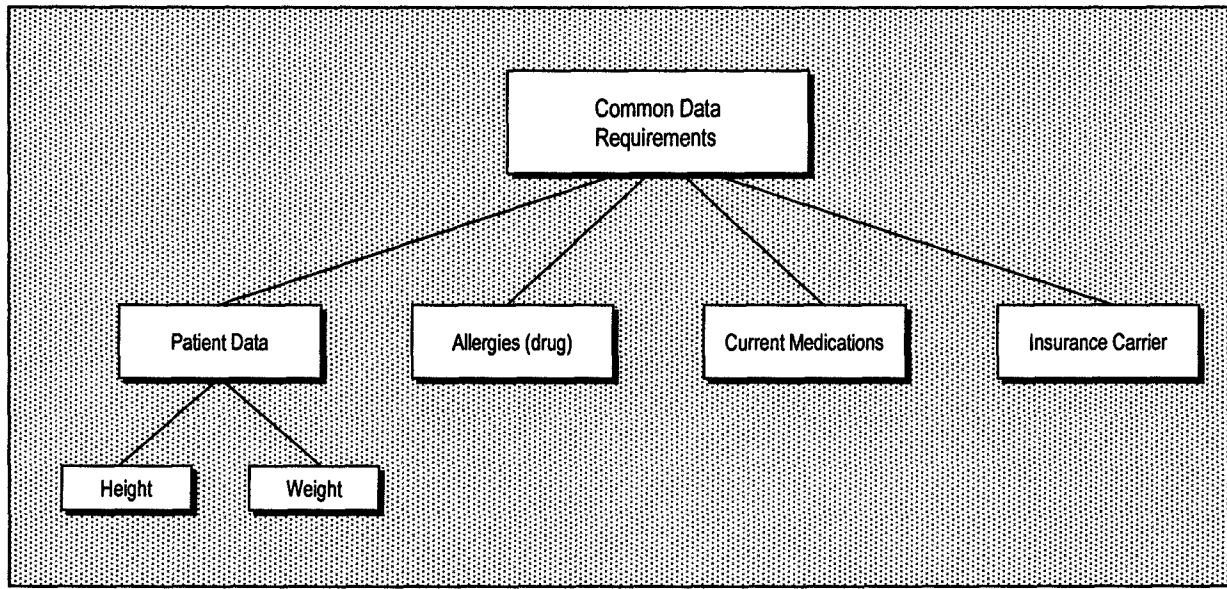 Common Data
Requirements
Patient Data
Allergies (drug)
Current Medications
Insurance Carrier
Height
Weight